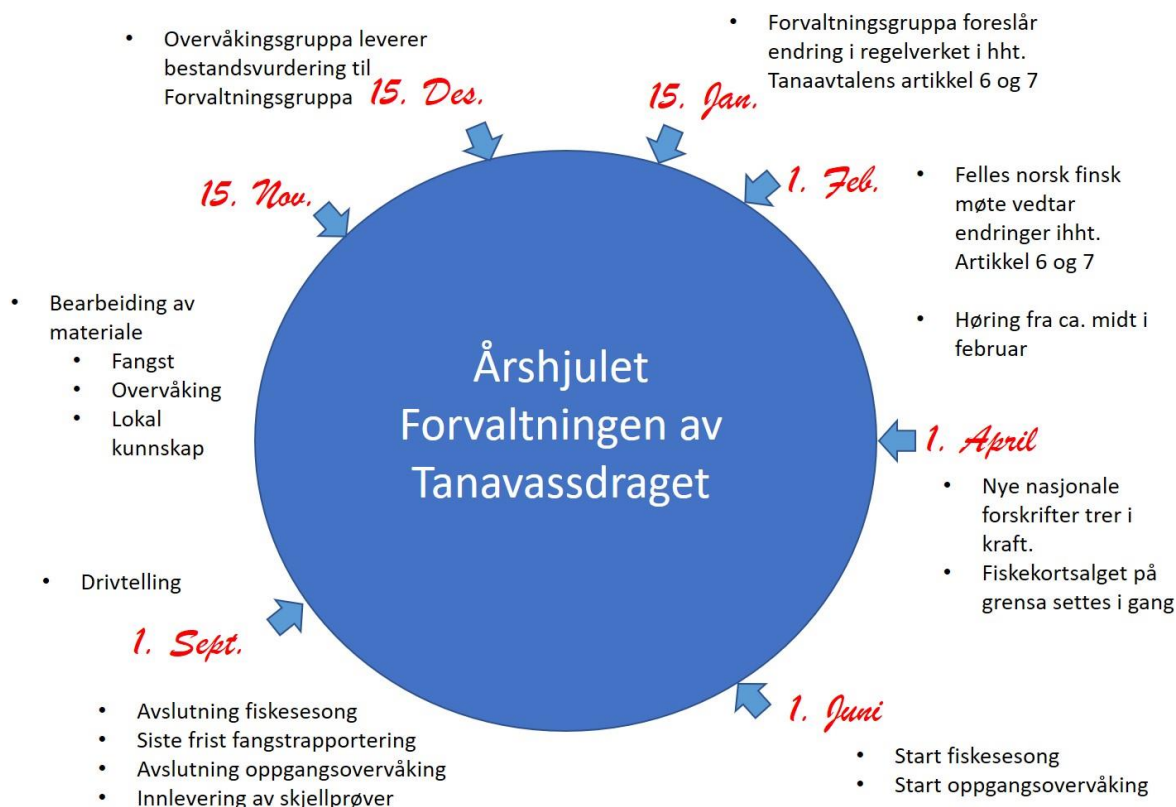 • Overvåkingsgruppa leverer
bestandsvurdering til
Forvaltningsgruppa
15. Des.
• Forvaltningsgruppa foreslår
endring i regelverket i hht.
Tanaavtalens artikkel 6 og 7
15. Jan.
1. Feb.
• Felles norsk finsk
møte vedtar
endringer ihht.
Artikkel 6 og 7
• Høring fra ca. midt i
februar
1. April
• Nye nasjonale
forskrifter trer i
kraft.
• Fiskekortsalget på
grensa settes i gang
1. Juni
• Start fiskesesong
• Start oppgangsovervåking
1. Sept.
• Avslutning fiskesesong
• Siste frist fangstrapportering
• Avslutning oppgangsovervåking
• Innlevering av skjellprøver
• Drivtelling
• Bearbeiding av
materiale
• Fangst
• Overvåking
• Lokal
kunnskap
15. Nov.
Årshjulet
Forvaltningen av
Tanavassdraget